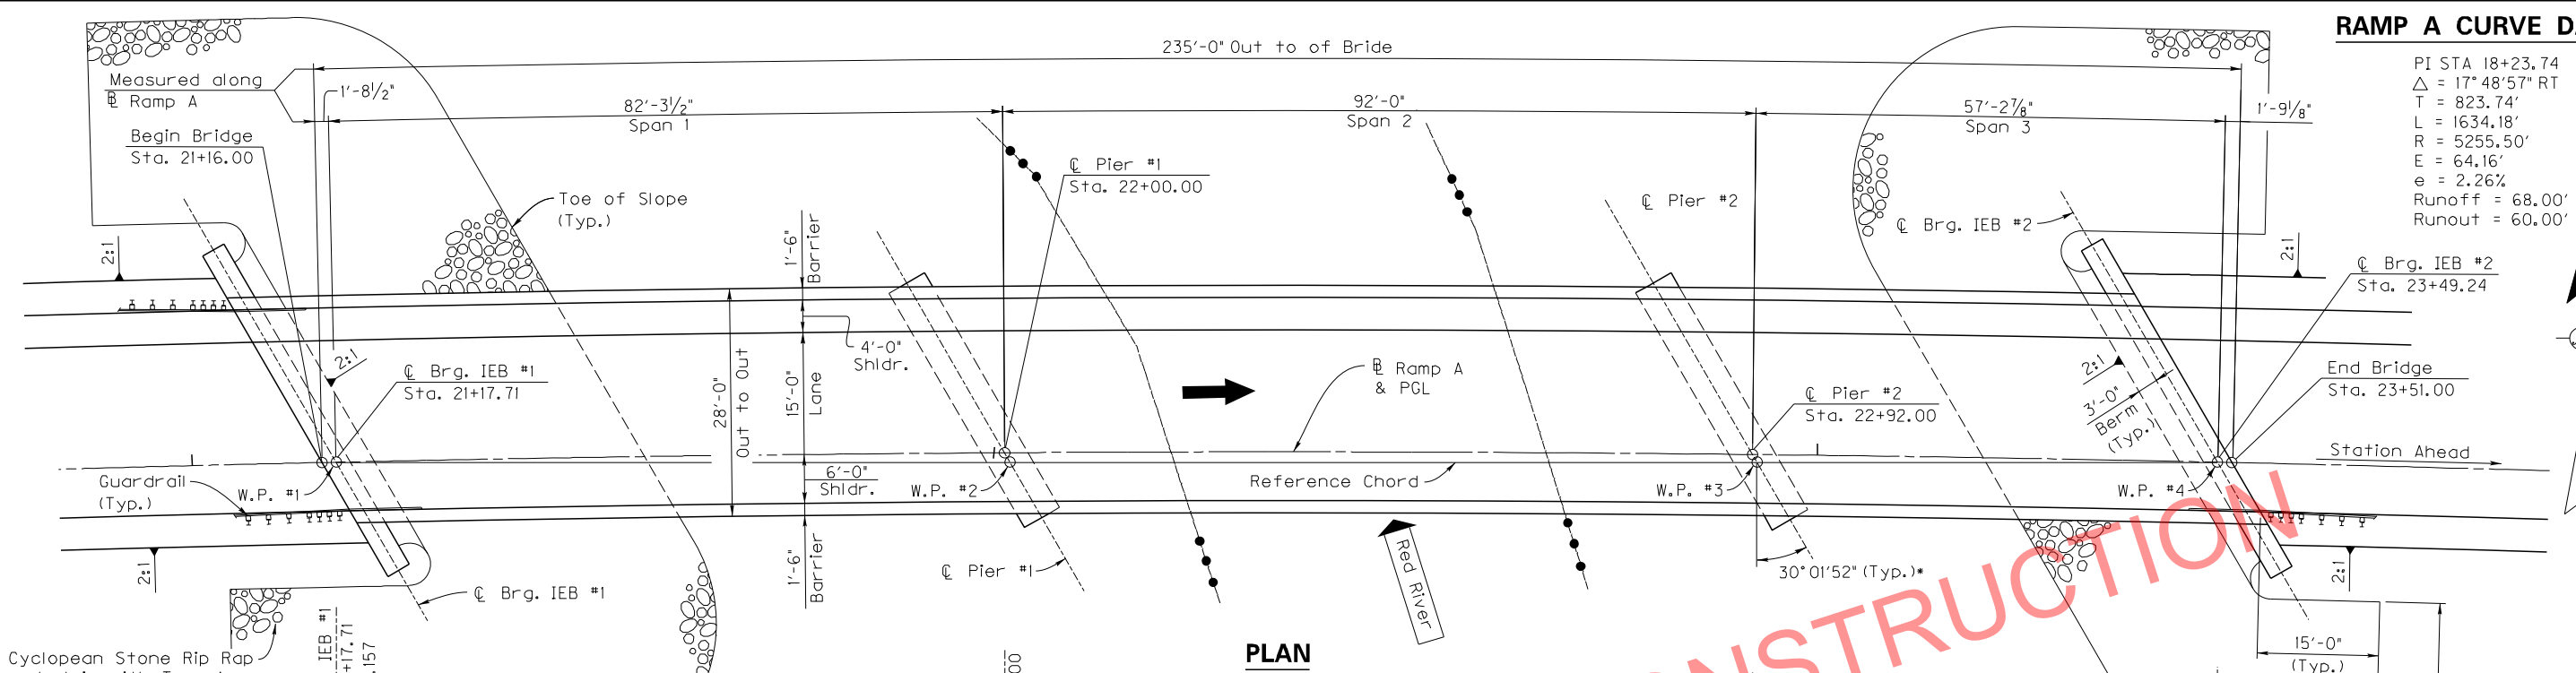 RAMP A CURVE D
235'-0" Out to of Bride
PI STA 18+23.74
△ = 17°48'57" RT
T = 823.74'
L = 1634.18'
R = 5255.50'
E = 64.16'
e = 2.26%
Runoff = 68.00'
Runout = 60.00'
Measured along
℄ Ramp A
1'-8½"
82'-3½"
Span 1
92'-0"
Span 2
57'-2⅞"
Span 3
1'-9⅛"
Begin Bridge
Sta. 21+16.00
℄ Pier #1
Sta. 22+00.00
Toe of Slope
(Typ.)
℄ Pier #2
℄ Brg. IEB #2
2:1
1'-6"
Barrier
2:1
℄ Brg. IEB #2
Sta. 23+49.24
4'-0"
Shldr.
2:1
℄ Brg. IEB #1
Sta. 21+17.71
28'-0"
Out to Out
15'-0"
Lane
℄ Ramp A
& PGL
℄ Pier #2
Sta. 22+92.00
2:1
3'-0"
Berm
(Typ.)
End Bridge
Sta. 23+51.00
Station Ahead
Guardrail
(Typ.)
W.P. #1
6'-0"
Shldr.
W.P. #2
Reference Chord
W.P. #3
W.P. #4
2:1
1'-6"
Barrier
℄ Pier #1
Red River
30°01'52" (Typ.)*
2:1
℄ Brg. IEB #1
NSTRUCTION
IEB #1
+17.71
.157
Cyclopean Stone Rip Rap
00
PLAN
15'-0"
(Typ.)